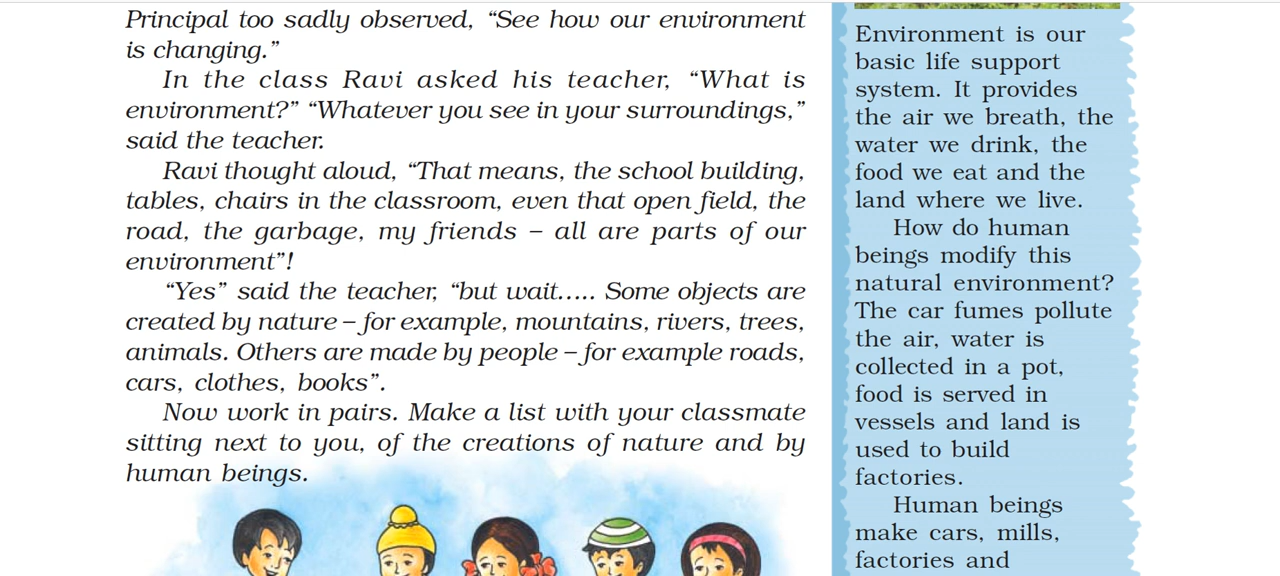 Principal too sadly observed, “See how our environment
is changing.”
In the class Ravi asked his teacher, “What is
environment?” “Whatever you see in your surroundings,”
said the teacher.
Ravi thought aloud, “That means, the school building,
tables, chairs in the classroom, even that open field, the
road, the garbage, my friends – all are parts of our
environment”!
“Yes” said the teacher, “but wait..... Some objects are
created by nature – for example, mountains, rivers, trees,
animals. Others are made by people – for example roads,
cars, clothes, books”.
Now work in pairs. Make a list with your classmate
sitting next to you, of the creations of nature and by
human beings.
Environment is our
basic life support
system. It provides
the air we breath, the
water we drink, the
food we eat and the
land where we live.
How do human
beings modify this
natural environment?
The car fumes pollute
the air, water is
collected in a pot,
food is served in
vessels and land is
used to build
factories.
Human beings
make cars, mills,
factories and